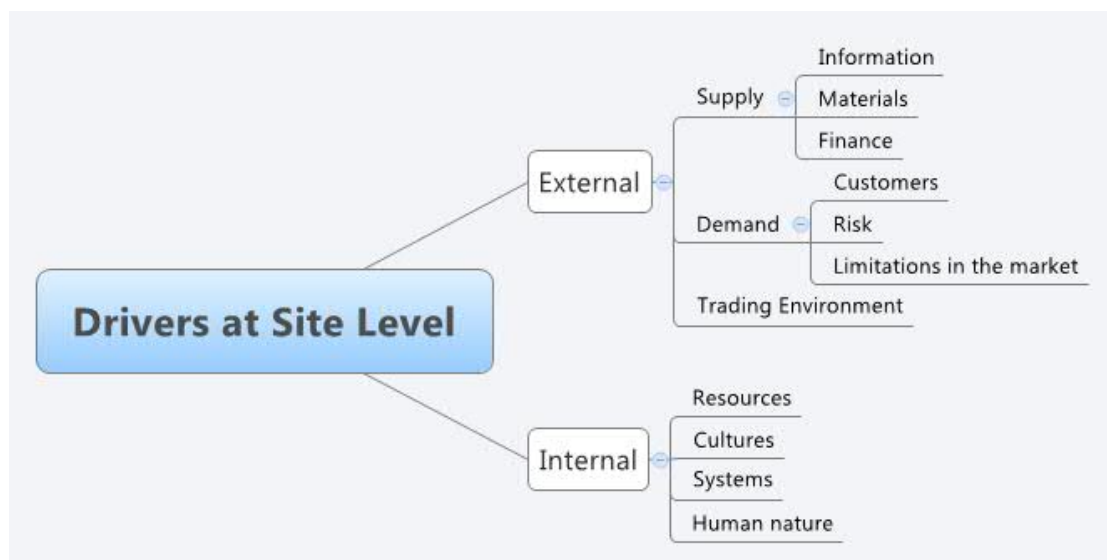 Drivers at Site Level
External
Supply
Information
Materials
Finance
Demand
Customers
Risk
Limitations in the market
Trading Environment
Internal
Resources
Cultures
Systems
Human nature